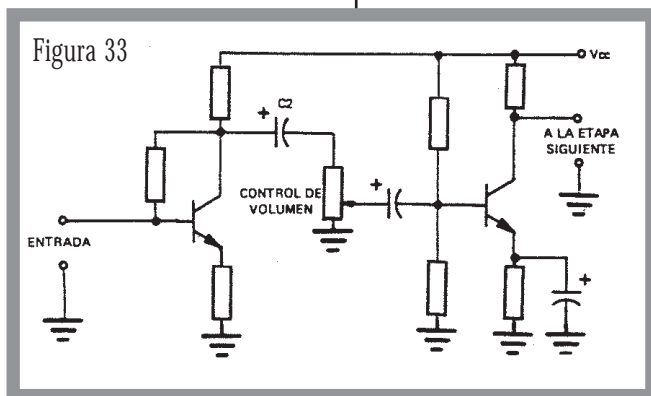 Figura 33
Vcc
+ C2
A LA ETAPA
SIGUIENTE
+
CONTROL DE
VOLUMEN
ENTRADA
+